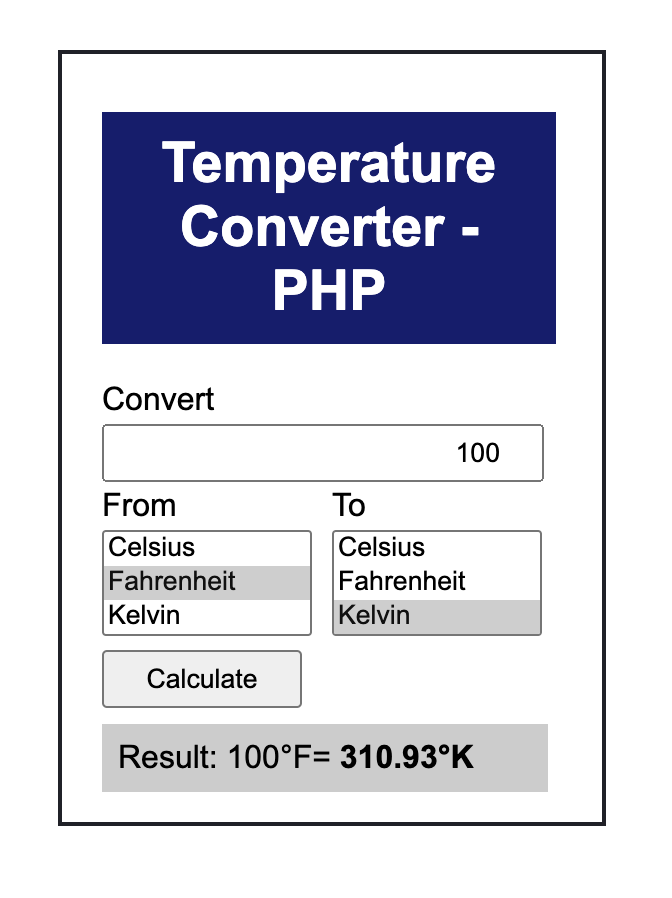 Temperature
Converter -
PHP
Convert
100
From To
Celsius Celsius
Fahrenheit Fahrenheit
Kelvin Kelvin
Calculate
Result: 100°F= 310.93°K